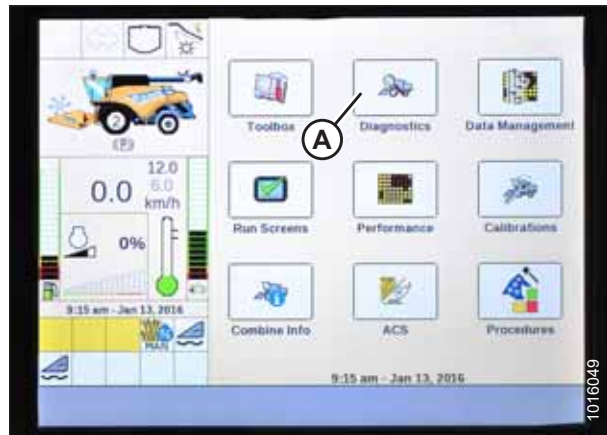 2
(P)
12.0
6.0
0.0 km/h
0%
9:15 am - Jan 13, 2016
MAN
Toolbox
Diagnostics
Data Management
A
Run Screens
Performance
Calibrations
Combine Info
ACS
Procedures
9:15 am - Jan 13, 2016
1016049